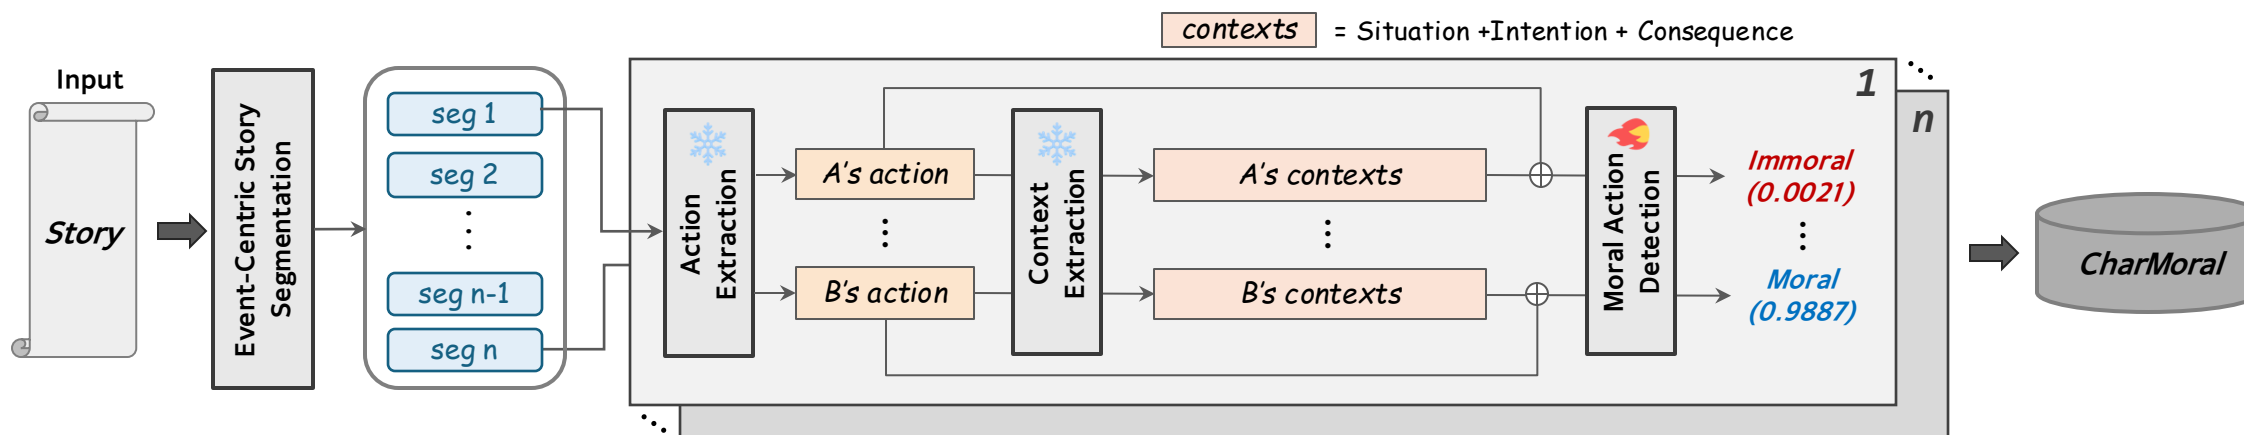 contexts = Situation +Intention + Consequence
Input
Story
Event-Centric Story
Segmentation
seg 1
seg 2
⋮
seg n-1
seg n
1
n
Action
Extraction
A's action
⋮
B's action
Context
Extraction
A's contexts
⋮
B's contexts
Moral Action
Detection
Immoral
(0.0021)
⋮
Moral
(0.9887)
CharMoral